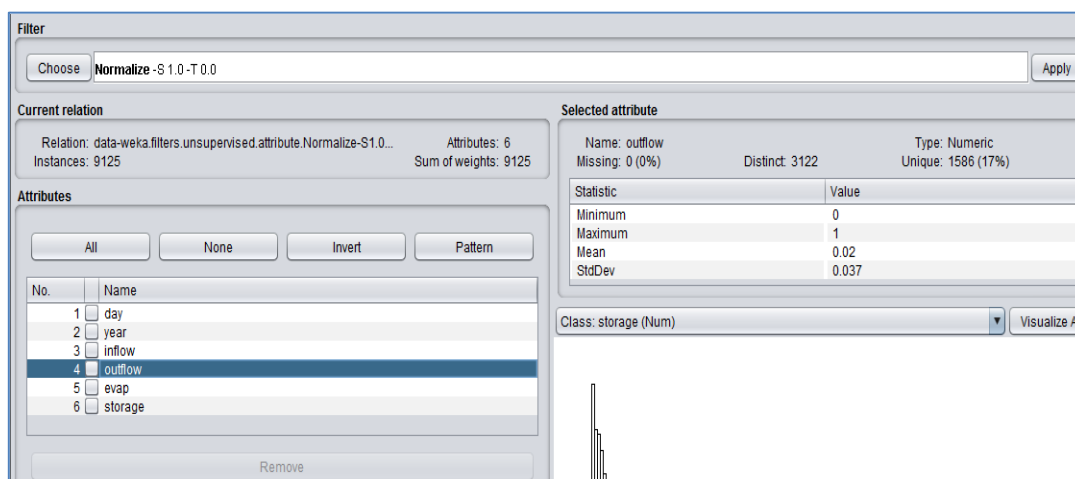 Filter
Choose Normalize -S 1.0 -T 0.0 Apply
Current relation
Relation: data-weka.filters.unsupervised.attribute.Normalize-S1.0... Attributes: 6
Instances: 9125 Sum of weights: 9125
Attributes
All None Invert Pattern
No. Name
1 day
2 year
3 inflow
4 outflow
5 evap
6 storage
Remove
Selected attribute
Name: outflow Type: Numeric
Missing: 0 (0%) Distinct: 3122 Unique: 1586 (17%)
Statistic Value
Minimum 0
Maximum 1
Mean 0.02
StdDev 0.037
Class: storage (Num) Visualize A